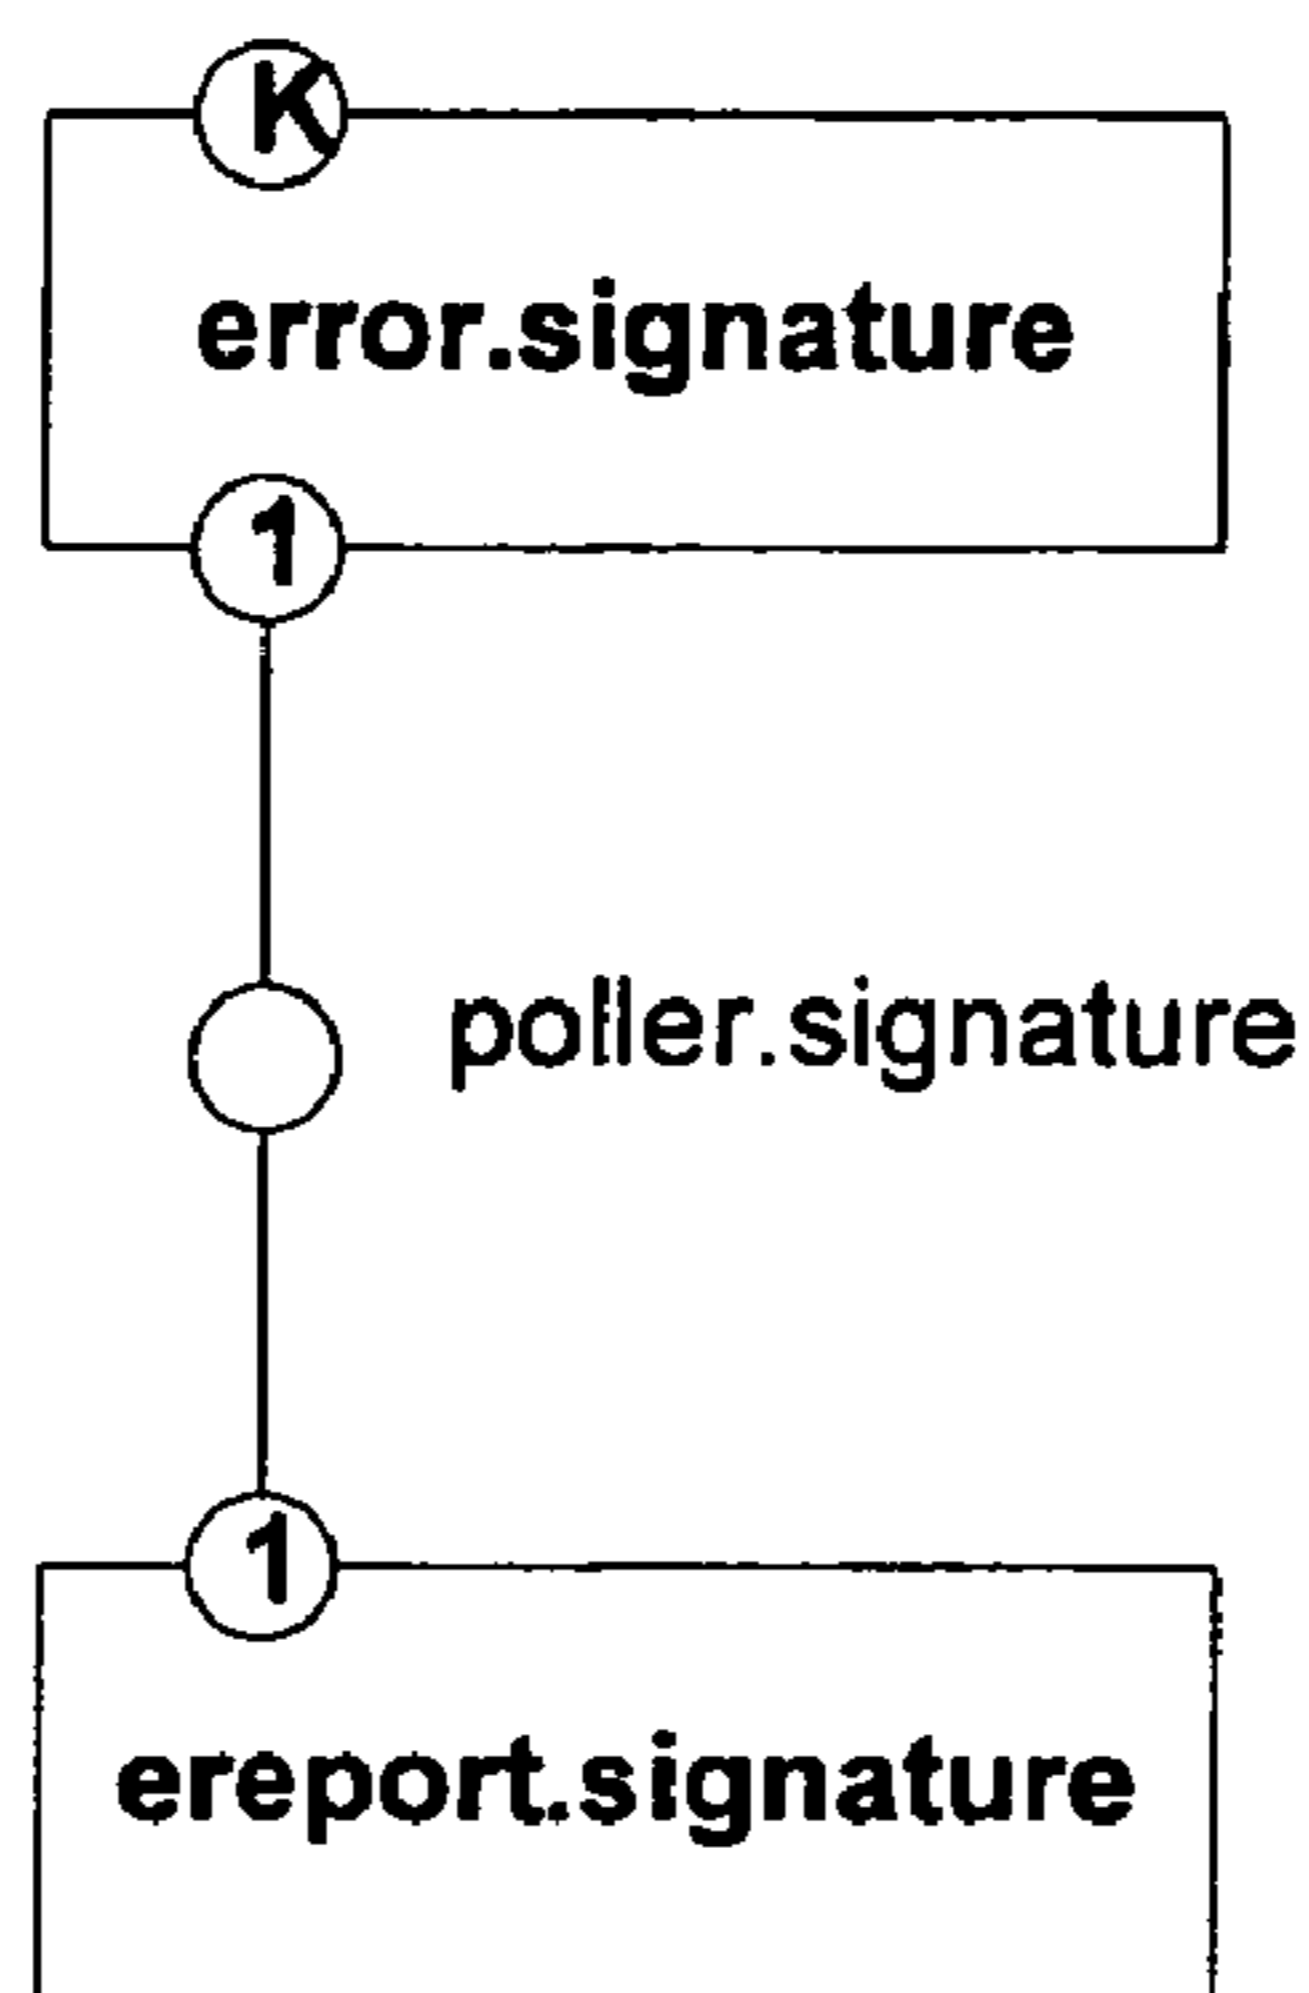 K
error.signature
1
poller.signature
1
ereport.signature